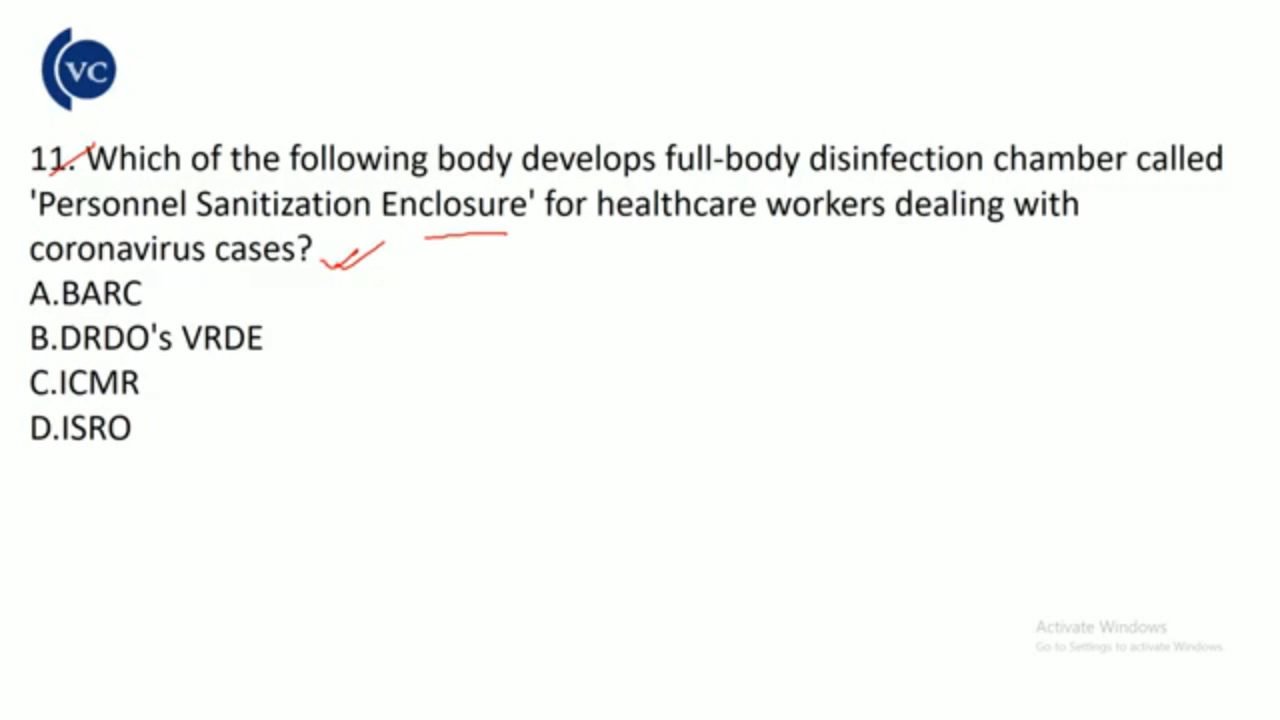 VC
11. Which of the following body develops full-body disinfection chamber called
'Personnel Sanitization Enclosure' for healthcare workers dealing with
coronavirus cases?
A.BARC
B.DRDO's VRDE
C.ICMR
D.ISRO
Activate Windows
Go to Settings to activate Windows.